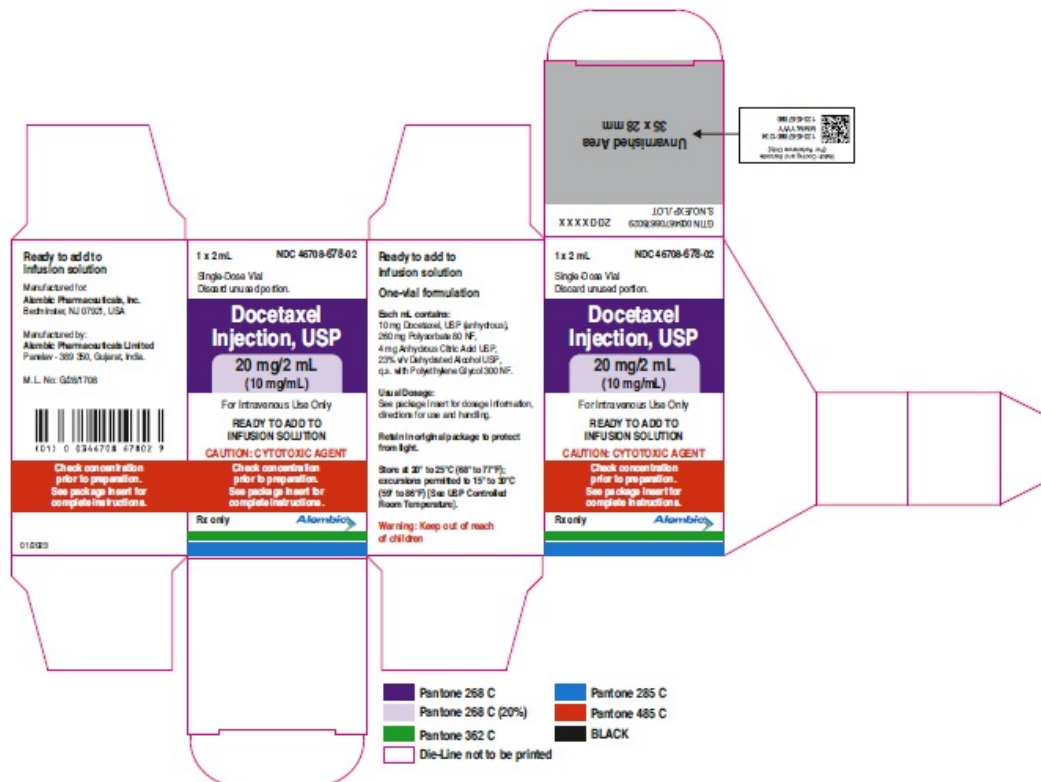 Unvarnished Area
35 x 28 mm
Batch Coding and Barcode
(For Reference Only)
GTIN 00346708678029
S.NO./EXP./LOT
200XXXX
Ready to add to
Infusion solution
Manufactured for:
Alembic Pharmaceuticals, Inc.
Bedminster, NJ 07921, USA
Manufactured by:
Alembic Pharmaceuticals Limited
Panelav - 389 350, Gujarat, India.
M.L. No: G/28/1708
(01) 0 0346708 67802 9
Check concentration
prior to preparation.
See package insert for
complete instructions.
01/2023
1 x 2 mL NDC 46708-678-02
Single-Dose Vial
Discard unused portion.
Docetaxel
Injection, USP
20 mg/2 mL
(10 mg/mL)
For Intravenous Use Only
READY TO ADD TO
INFUSION SOLUTION
CAUTION: CYTOTOXIC AGENT
Check concentration
prior to preparation.
See package insert for
complete instructions.
Rx only Alembic
Ready to add to
Infusion solution
One-vial formulation
Each mL contains:
10 mg Docetaxel, USP (anhydrous),
260 mg Polysorbate 80 NF,
4 mg Anhydrous Citric Acid USP,
23% v/v Dehydrated Alcohol USP,
q.s. with Polyethylene Glycol 300 NF.
Usual Dosage:
See package insert for dosage information,
directions for use and handling.
Retain in original package to protect
from light.
Store at 20° to 25°C (68° to 77°F);
excursions permitted to 15° to 30°C
(59° to 86°F) [See USP Controlled
Room Temperature].
Warning: Keep out of reach
of children
1 x 2 mL NDC 46708-678-02
Single-Dose Vial
Discard unused portion.
Docetaxel
Injection, USP
20 mg/2 mL
(10 mg/mL)
For Intravenous Use Only
READY TO ADD TO
INFUSION SOLUTION
CAUTION: CYTOTOXIC AGENT
Check concentration
prior to preparation.
See package insert for
complete instructions.
Rx only Alembic
Pantone 268 C
Pantone 268 C (20%)
Pantone 362 C
Die-Line not to be printed
Pantone 285 C
Pantone 485 C
BLACK